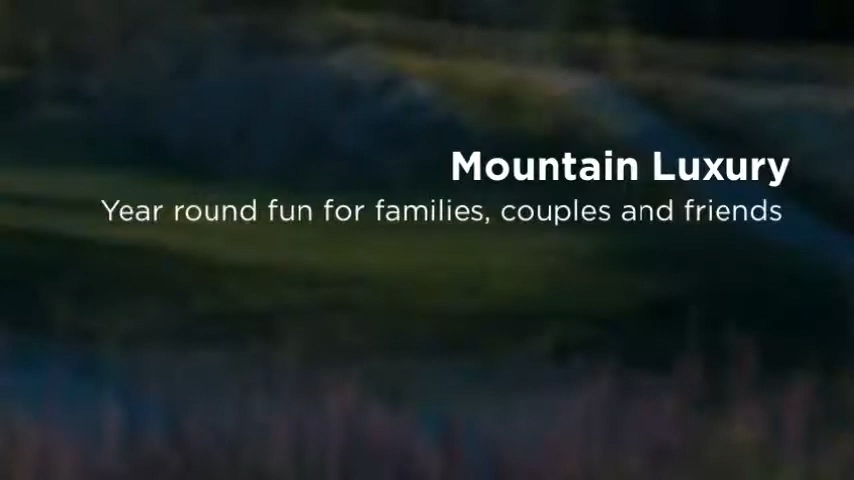 Mountain Luxury
Year round fun for families, couples and friends